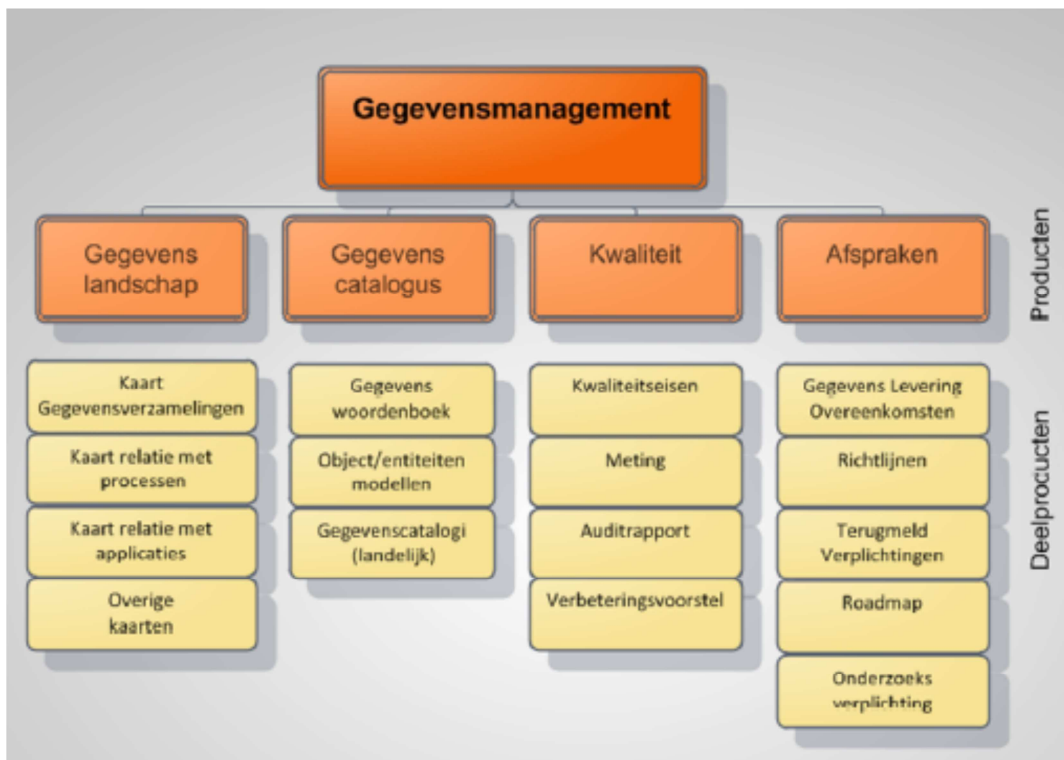 Gegevensmanagement
Gegevens
landschap
Gegevens
catalogus
Kwaliteit
Afspraken
Producten
Kaart
Gegevensverzamelingen
Kaart relatie met
processen
Kaart relatie met
applicaties
Overige
kaarten
Gegevens
woordenboek
Object/entiteiten
modellen
Gegevenscatalogi
(landelijk)
Kwaliteitseisen
Meting
Auditrapport
Verbeteringsvoorstel
Gegevens Levering
Overeenkomsten
Richtlijnen
Terugmeld
Verplichtingen
Roadmap
Onderzoeks
verplichting
Deelprocucten